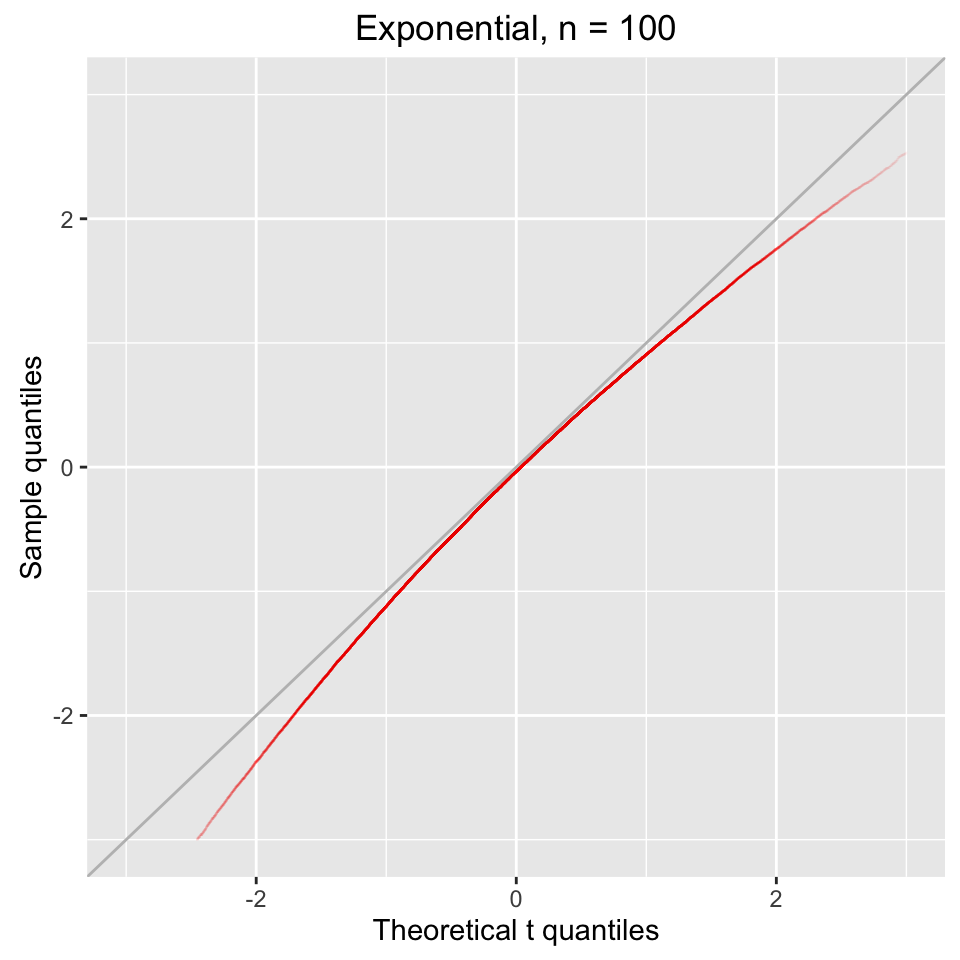 Exponential, n = 100
Sample quantiles
2
0
-2
-2 0 2
Theoretical t quantiles